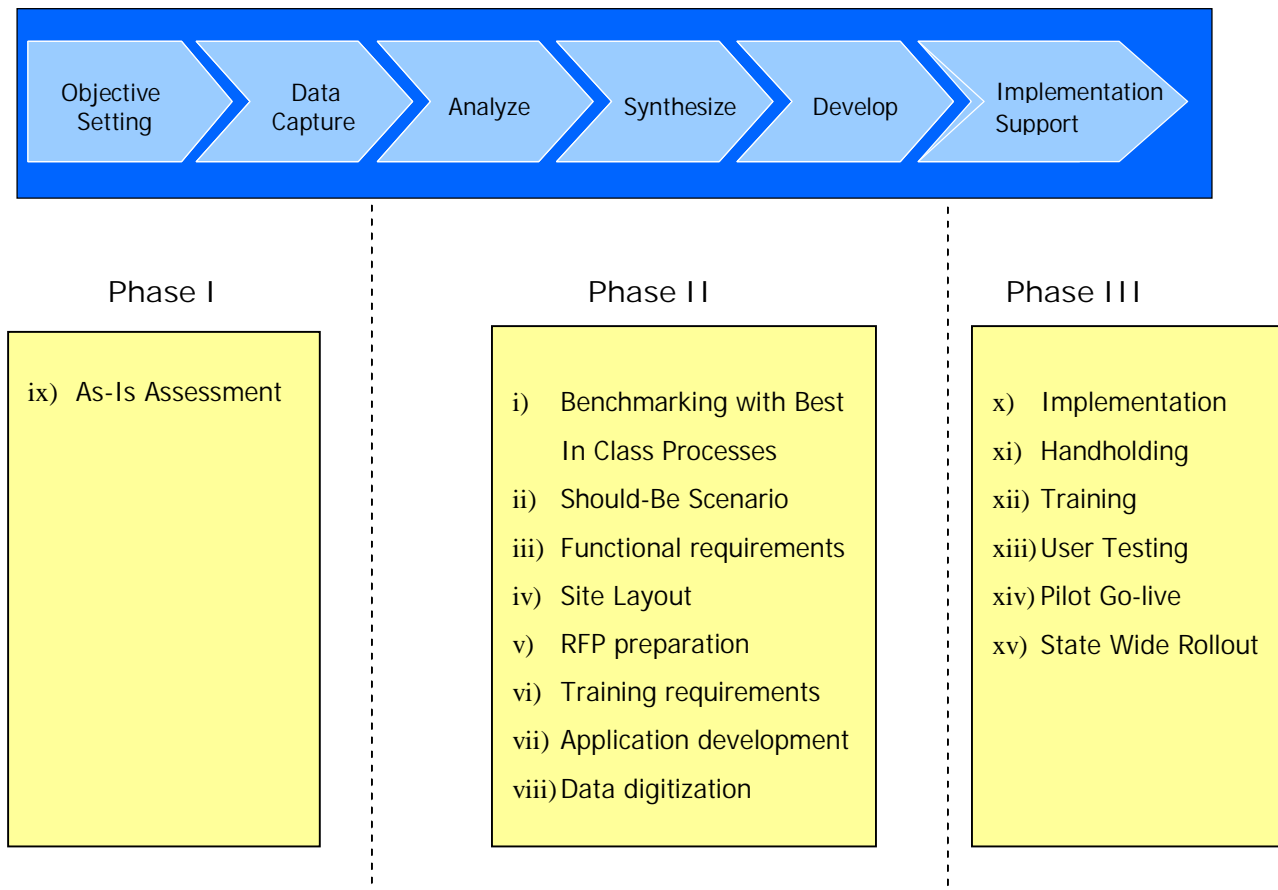 Objective
Setting
Data
Capture
Analyze
Synthesize
Develop
Implementation
Support
Phase I
Phase II
Phase III
ix) As-Is Assessment
i) Benchmarking with Best
In Class Processes
ii) Should-Be Scenario
iii) Functional requirements
iv) Site Layout
v) RFP preparation
vi) Training requirements
vii) Application development
viii) Data digitization
x) Implementation
xi) Handholding
xii) Training
xiii) User Testing
xiv) Pilot Go-live
xv) State Wide Rollout